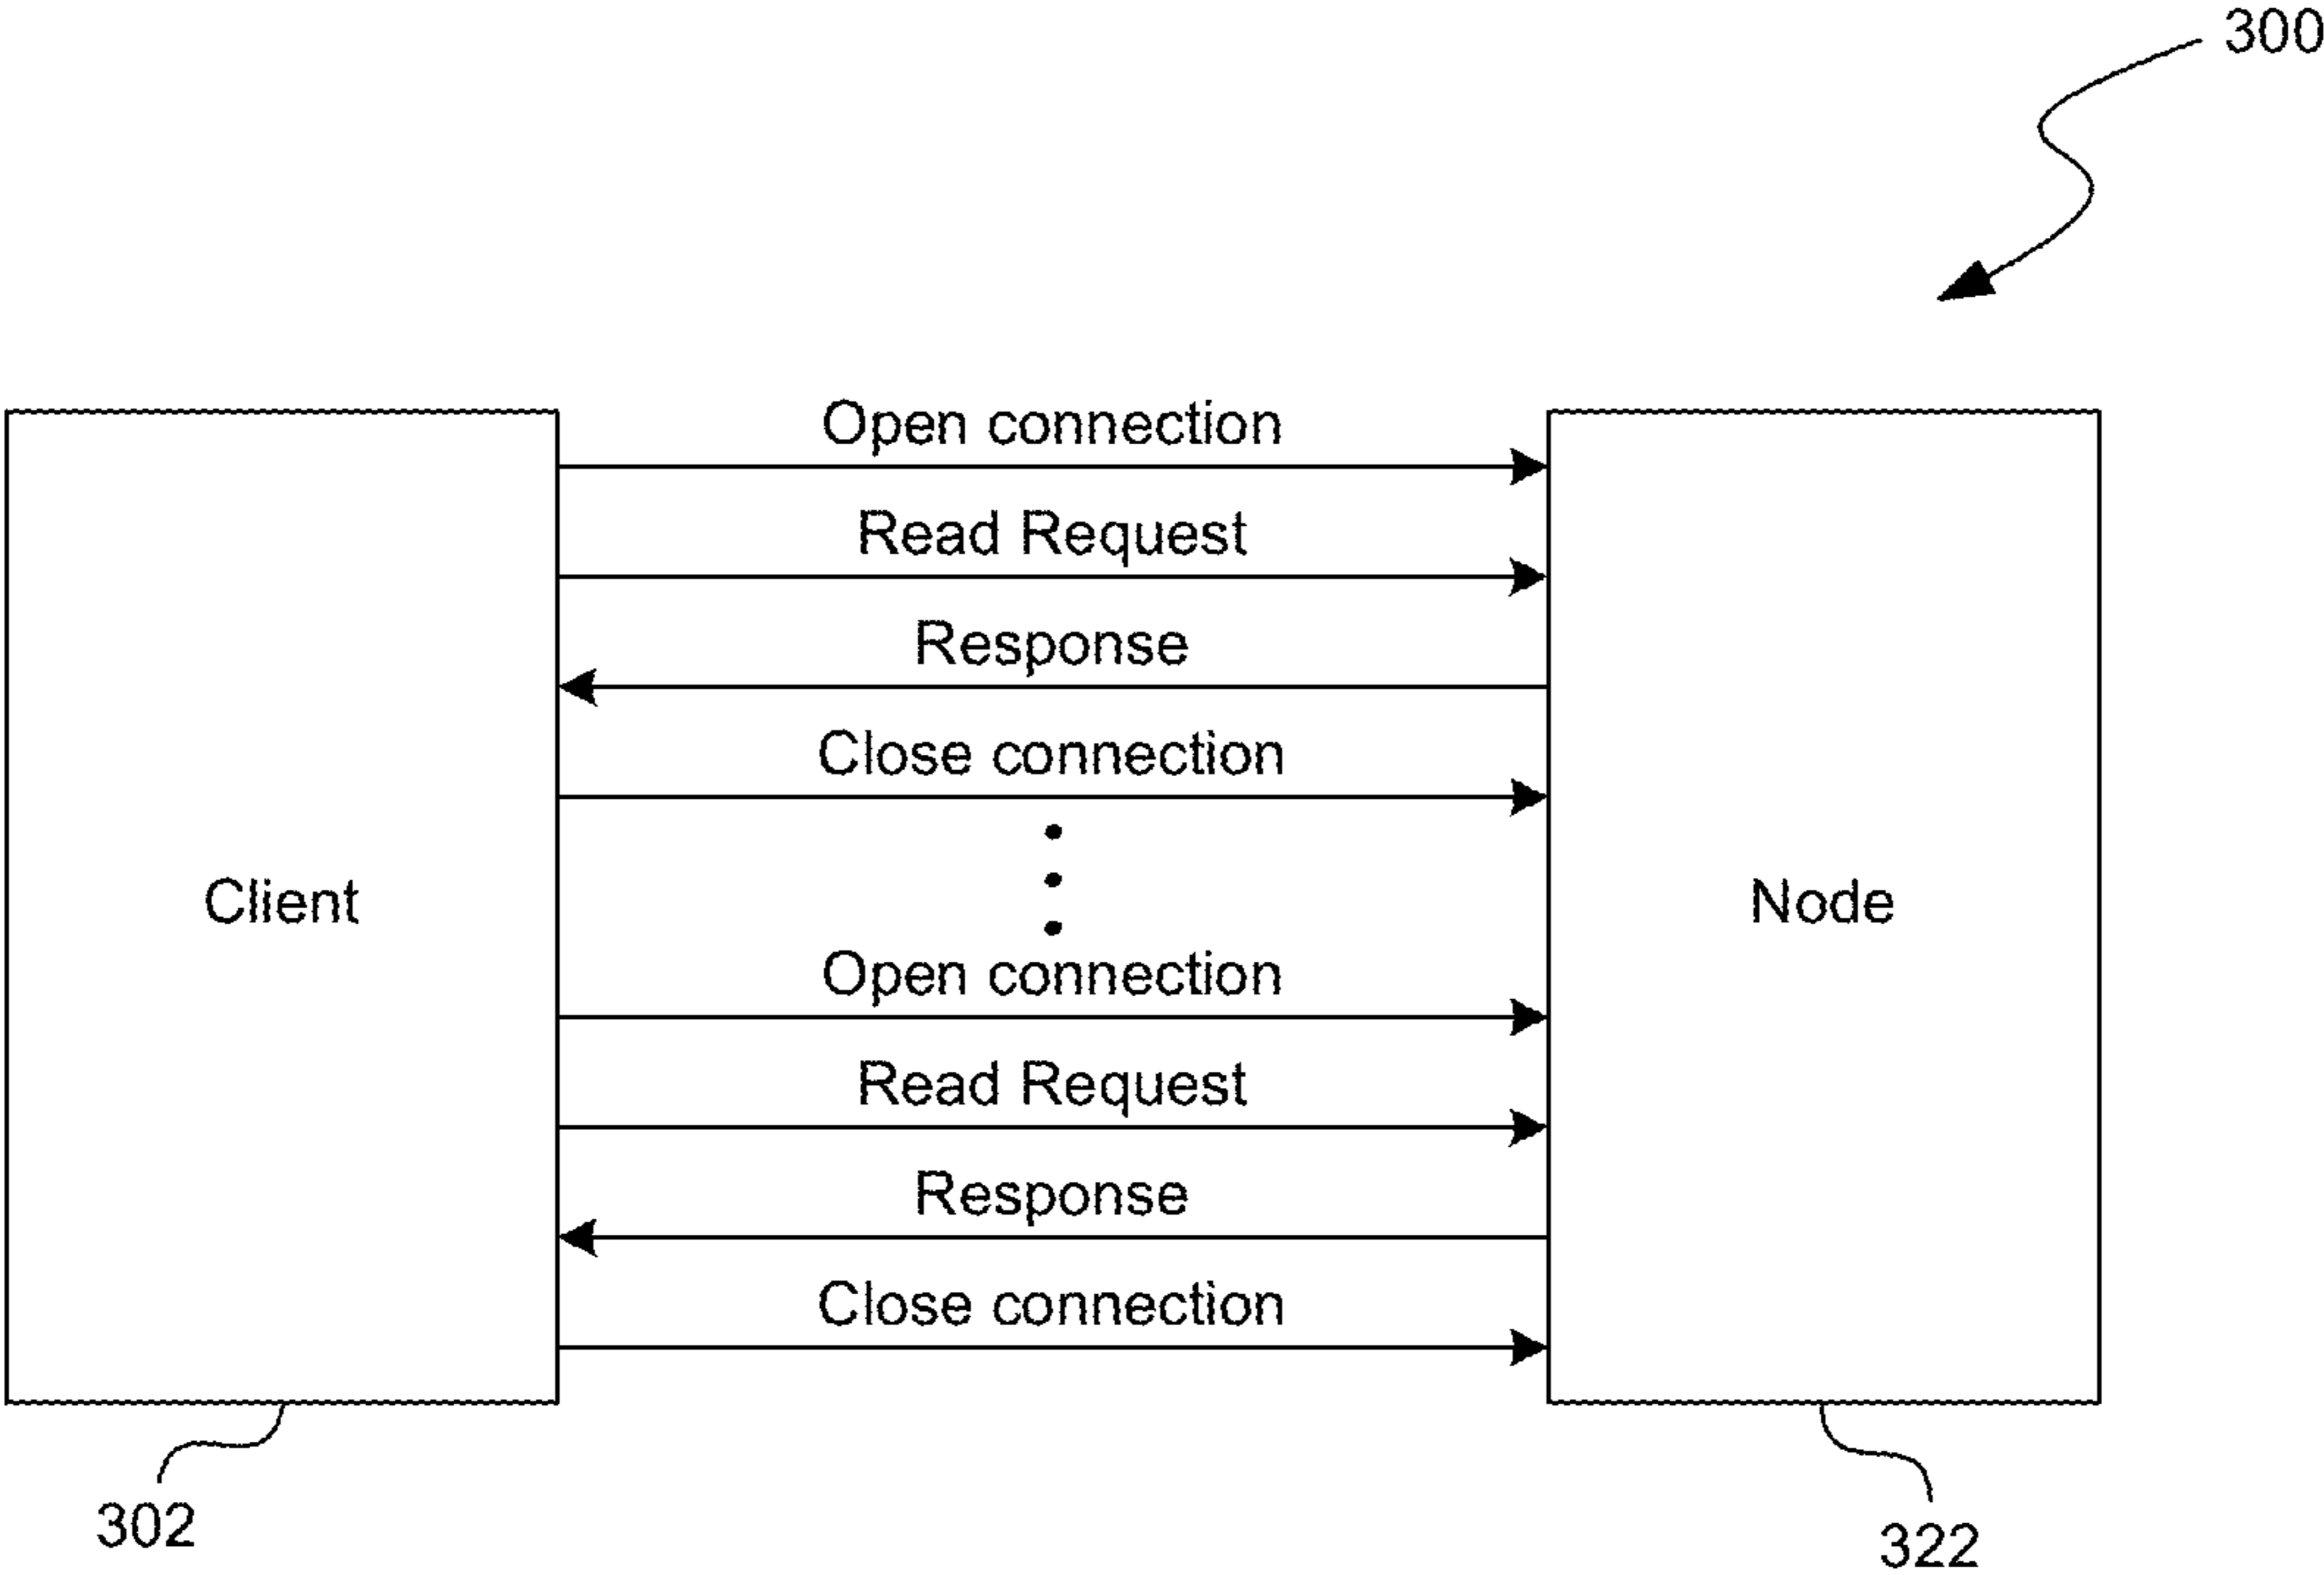 300
Open connection
Read Request
Response
Close connection
Client
Node
Open connection
Read Request
Response
Close connection
302
322